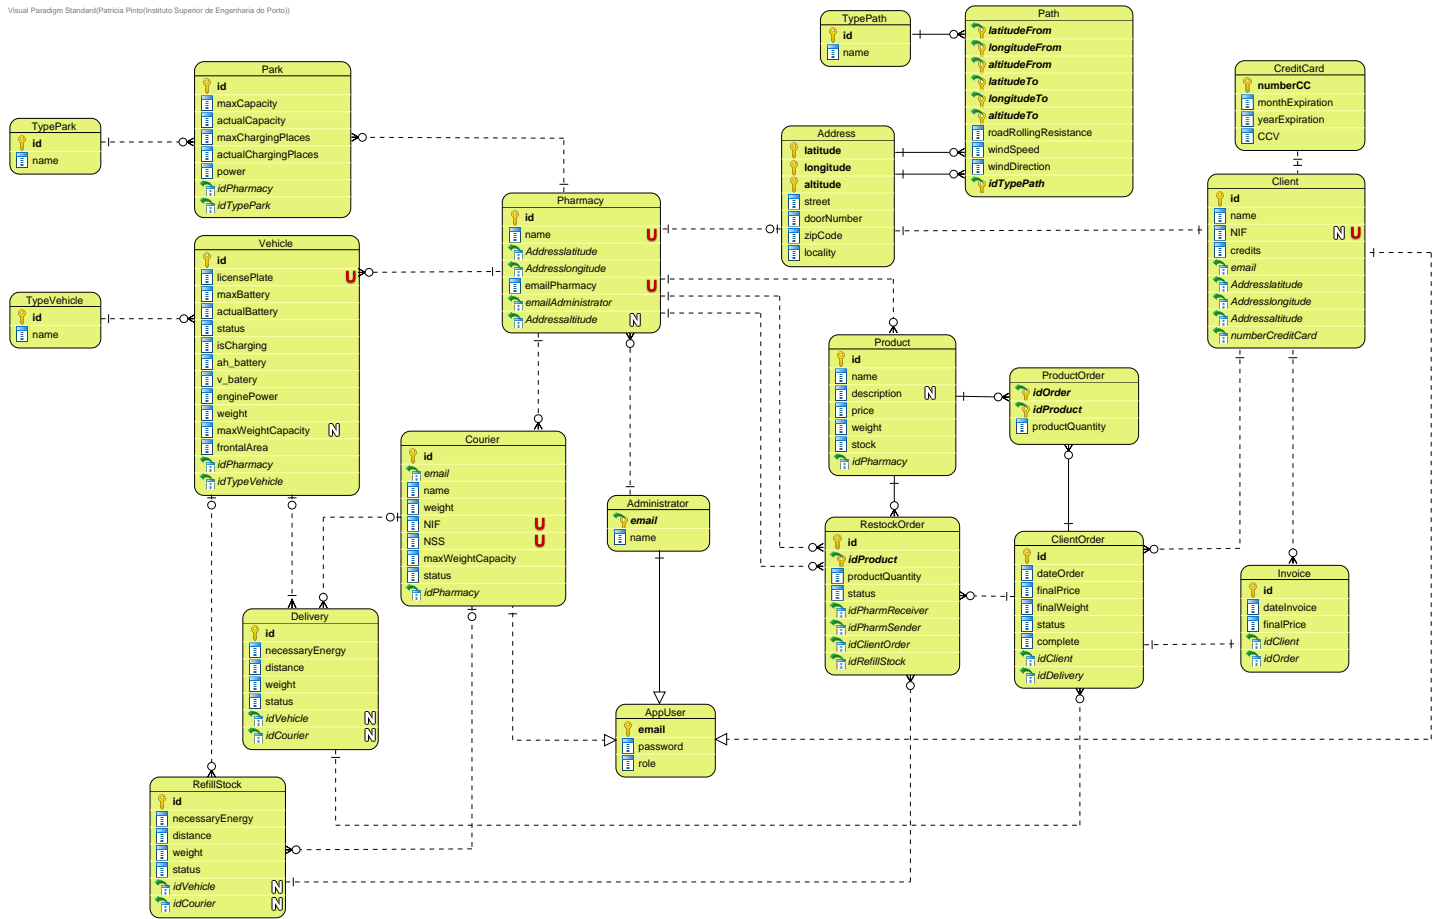 Visual Paradigm Standard(Patricia Pinto(Instituto Superior de Engenharia do Porto))
TypePath
id
name
Path
latitudeFrom
longitudeFrom
altitudeFrom
latitudeTo
longitudeTo
altitudeTo
roadRollingResistance
windSpeed
windDirection
idTypePath
Park
id
maxCapacity
actualCapacity
maxChargingPlaces
actualChargingPlaces
power
idPharmacy
idTypePark
CreditCard
numberCC
monthExpiration
yearExpiration
CCV
TypePark
id
name
Address
latitude
longitude
altitude
street
doorNumber
zipCode
locality
Client
id
name
NIF N U
credits
email
Addresslatitude
Addresslongitude
Addressaltitude
numberCreditCard
Pharmacy
id
name U
Addresslatitude
Addresslongitude
emailPharmacy U
emailAdministrator
Addressaltitude N
Vehicle
id
licensePlate U
maxBattery
actualBattery
status
isCharging
ah_battery
v_batery
enginePower
weight
maxWeightCapacity N
frontalArea
idPharmacy
idTypeVehicle
TypeVehicle
id
name
Product
id
name
description N
price
weight
stock
idPharmacy
ProductOrder
idOrder
idProduct
productQuantity
Courier
id
email
name
weight
NIF U
NSS U
maxWeightCapacity
status
idPharmacy
Administrator
email
name
RestockOrder
id
idProduct
productQuantity
status
idPharmReceiver
idPharmSender
idClientOrder
idRefillStock
ClientOrder
id
dateOrder
finalPrice
finalWeight
status
complete
idClient
idDelivery
Invoice
id
dateInvoice
finalPrice
idClient
idOrder
Delivery
id
necessaryEnergy
distance
weight
status
idVehicle N
idCourier N
AppUser
email
password
role
RefillStock
id
necessaryEnergy
distance
weight
status
idVehicle N
idCourier N